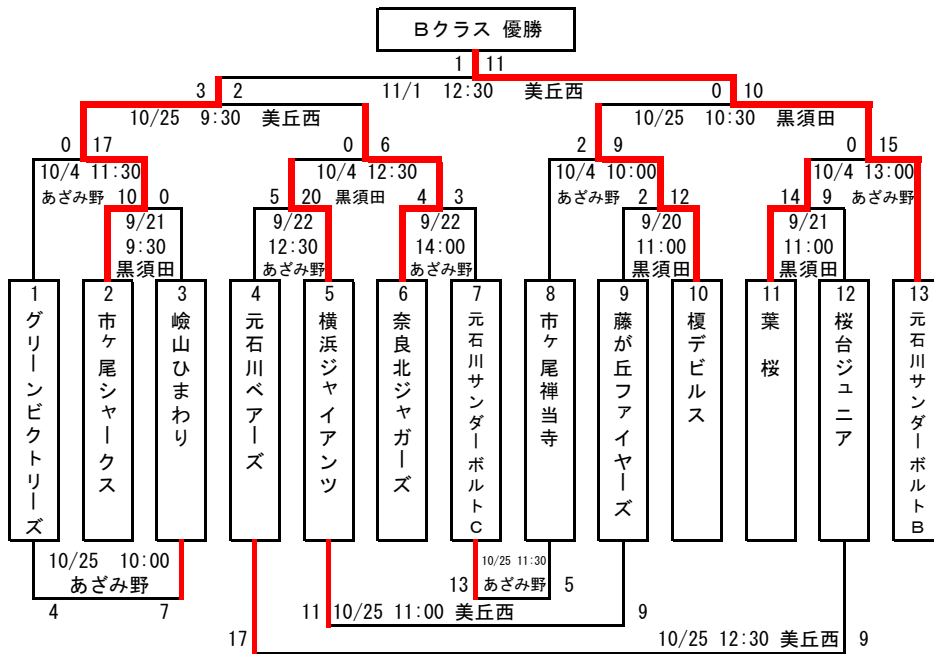 Bクラス 優勝
1 11
11/1 12:30 美丘西
3 2
10/25 9:30 美丘西
0 10
10/25 10:30 黒須田
0 17
10/4 11:30
あざみ野
0 6
10/4 12:30
黒須田
2 9
10/4 10:00
あざみ野
0 15
10/4 13:00
あざみ野
10 0
9/21
9:30
黒須田
5 20
9/22
12:30
あざみ野
4 3
9/22
14:00
あざみ野
2 12
9/20
11:00
黒須田
14 9
9/21
11:00
黒須田
1
グリーンビクトリーズ
2
市ヶ尾シャークス
3
嶮山ひまわり
4
元石川ベアーズ
5
横浜ジャイアンツ
6
奈良北ジャガーズ
7
元石川サンダーボルトC
8
市ヶ尾禅当寺
9
藤が丘ファイヤーズ
10
榎デビルス
11
葉桜
12
桜台ジュニア
13
元石川サンダーボルトB
10/25 10:00
あざみ野
4 7
10/25 11:30
13 あざみ野 5
11 10/25 11:00 美丘西 9
17 10/25 12:30 美丘西 9